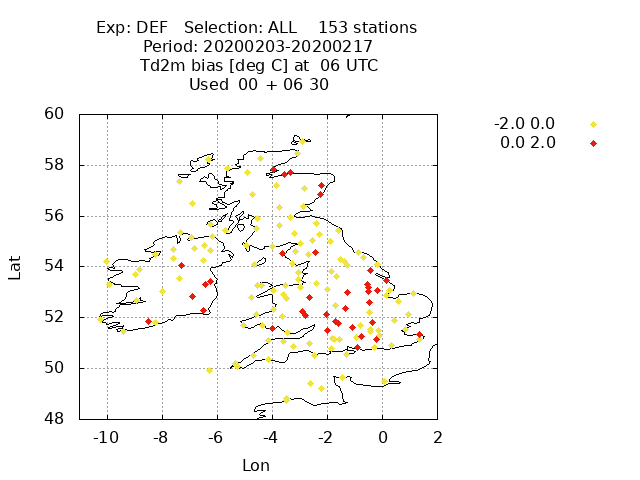 Exp: DEF Selection: ALL 153 stations
Period: 20200203-20200217
Td2m bias [deg C] at 06 UTC
Used 00 + 06 30
-2.0 0.0
0.0 2.0
60
58
56
54
52
50
48
Lat
-10 -8 -6 -4 -2 0 2
Lon